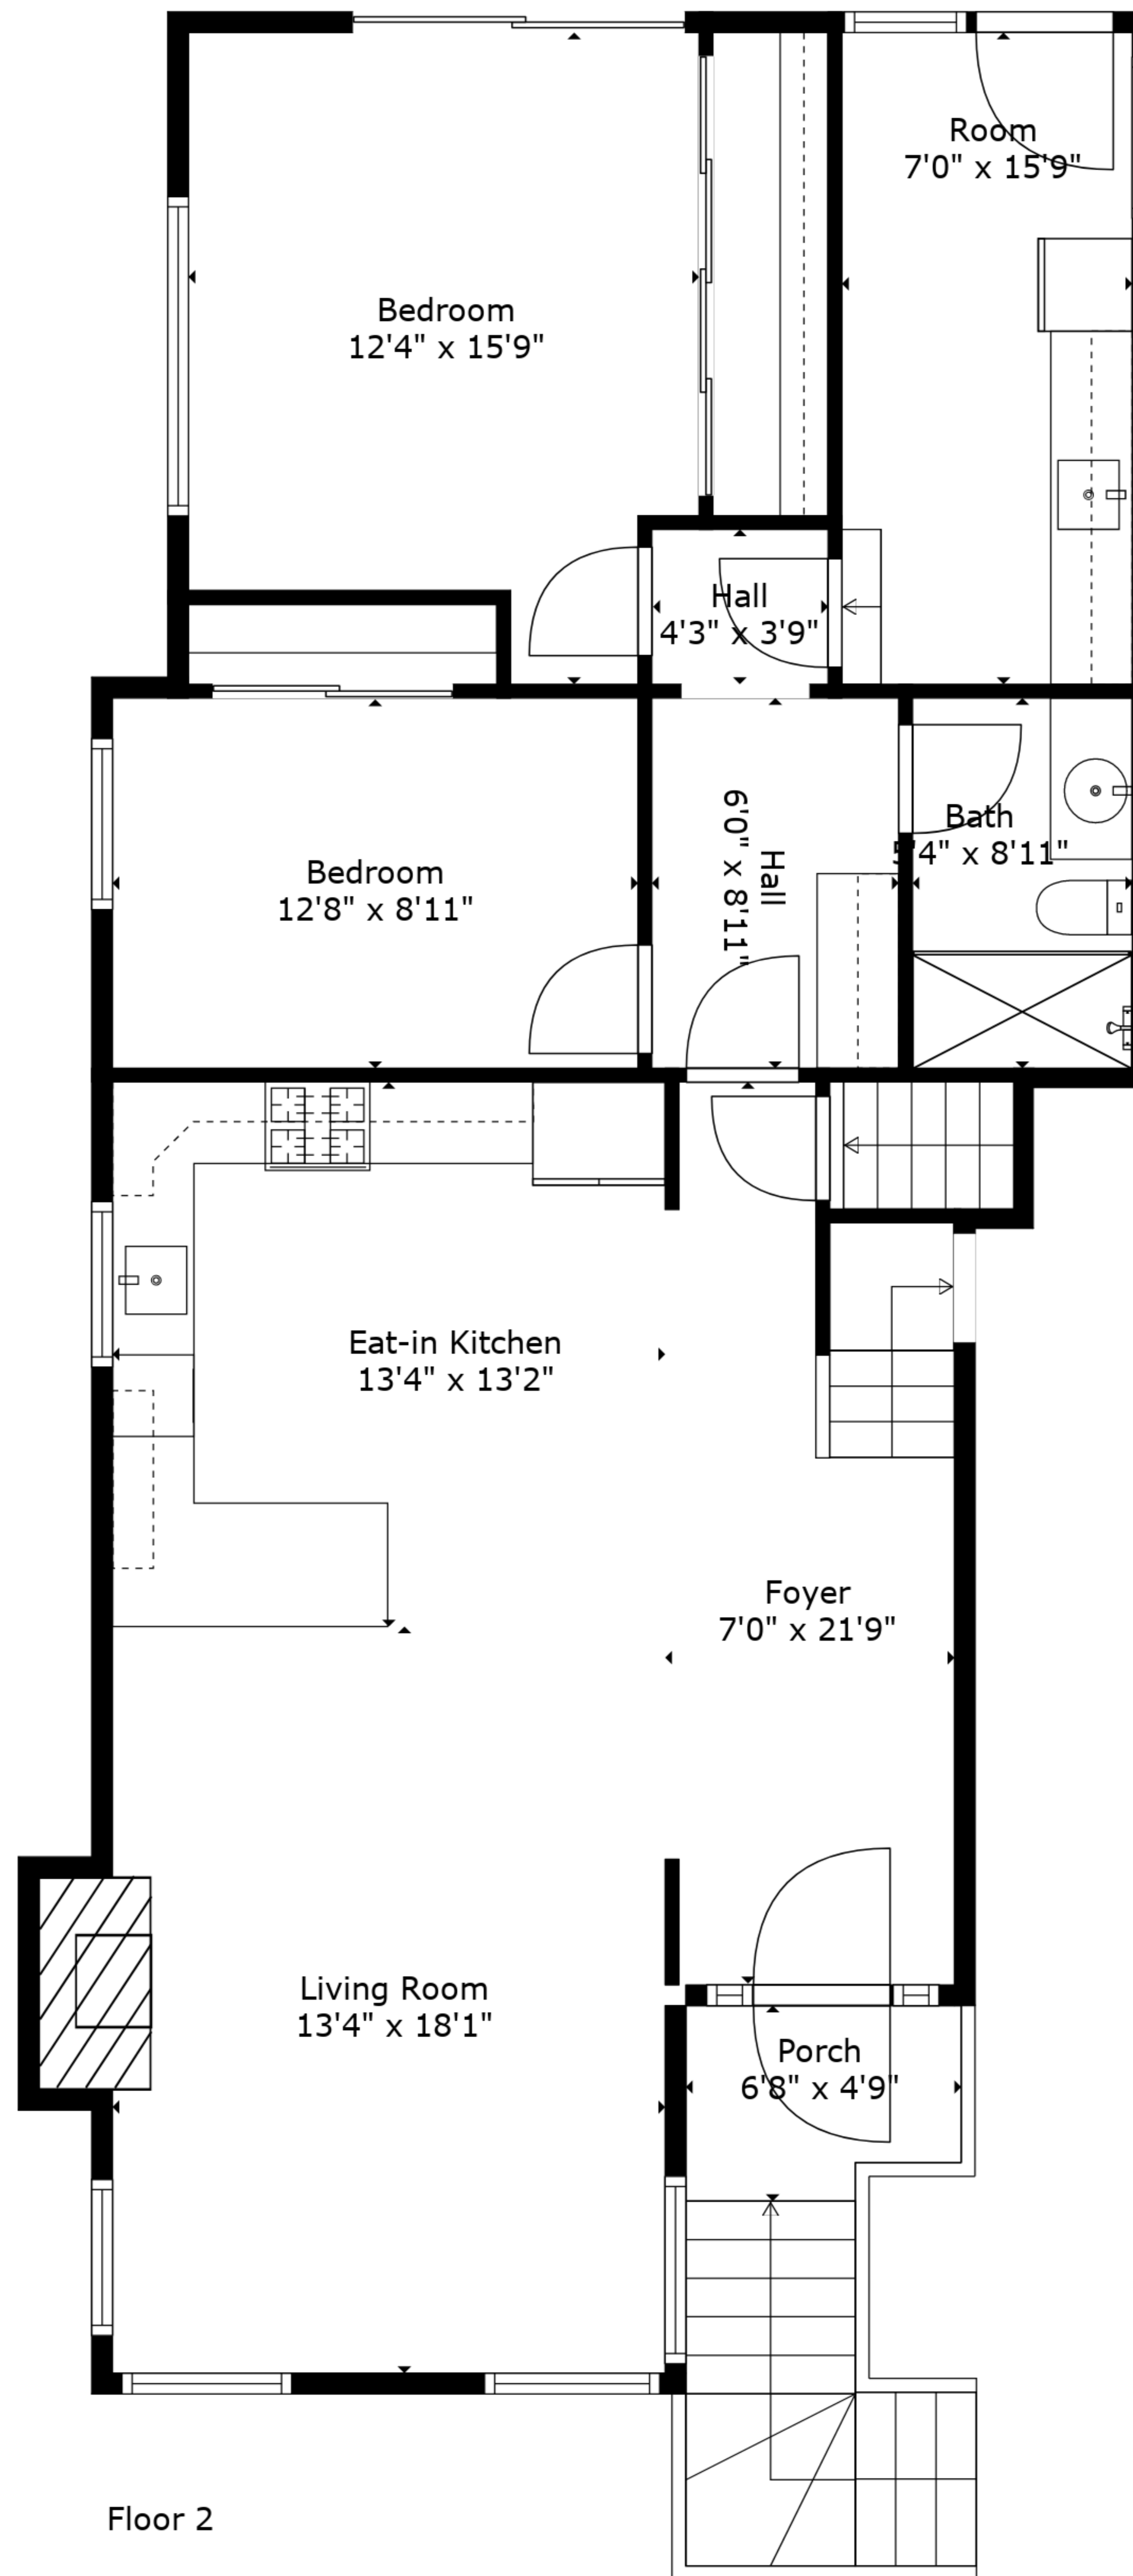 Room
7'0" x 15'9"
Bedroom
12'4" x 15'9"
Hall
4'3" x 3'9"
Bath
5'4" x 8'11"
Hall
6'0" x 8'11"
Bedroom
12'8" x 8'11"
Eat-in Kitchen
13'4" x 13'2"
Foyer
7'0" x 21'9"
Living Room
13'4" x 18'1"
Porch
6'8" x 4'9"
Floor 2